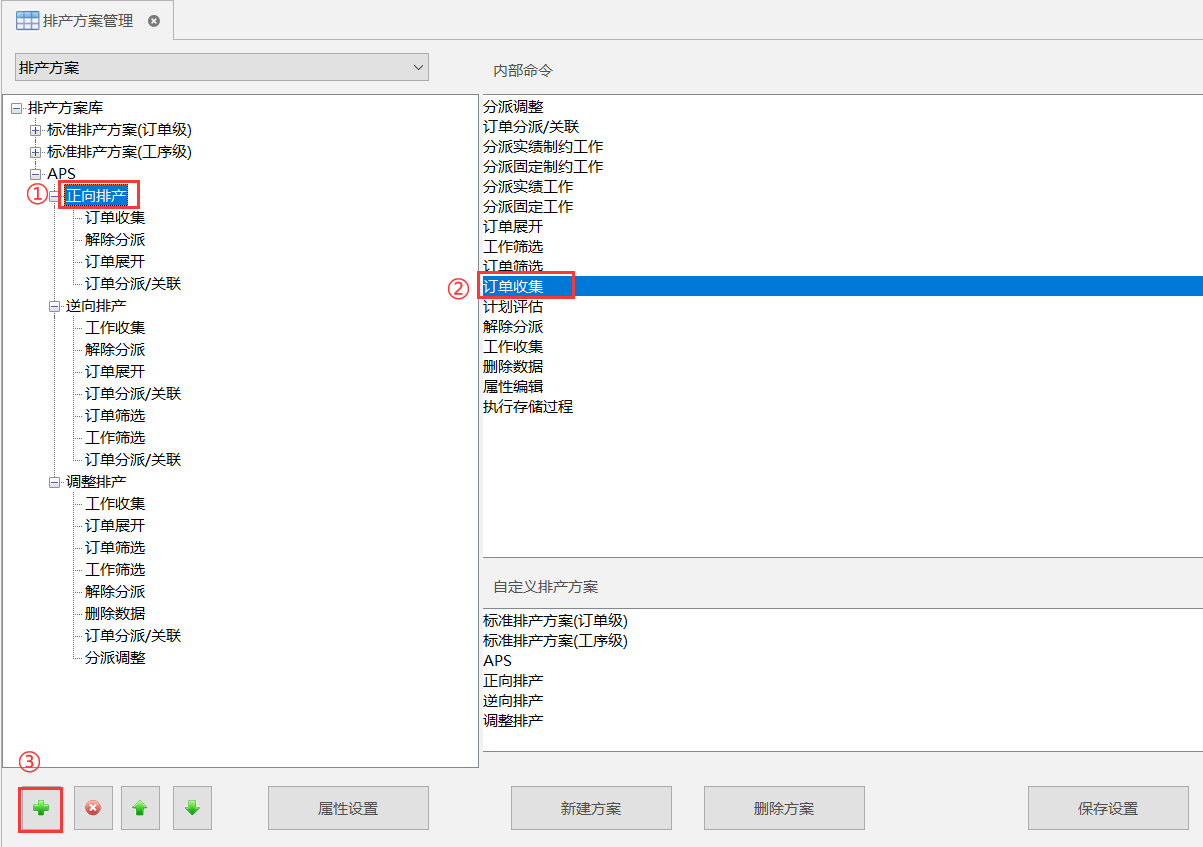 排产方案管理
排产方案
内部命令
排产方案库
标准排产方案(订单级)
标准排产方案(工序级)
APS
① 正向排产
订单收集
解除分派
订单展开
订单分派/关联
逆向排产
工作收集
解除分派
订单展开
订单分派/关联
订单筛选
工作筛选
订单分派/关联
调整排产
工作收集
订单展开
订单筛选
工作筛选
解除分派
删除数据
订单分派/关联
分派调整
分派调整
订单分派/关联
分派实绩制约工作
分派固定制约工作
分派实绩工作
分派固定工作
订单展开
工作筛选
订单筛选
② 订单收集
计划评估
解除分派
工作收集
删除数据
属性编辑
执行存储过程
自定义排产方案
标准排产方案(订单级)
标准排产方案(工序级)
APS
正向排产
逆向排产
调整排产
③
属性设置
新建方案
删除方案
保存设置